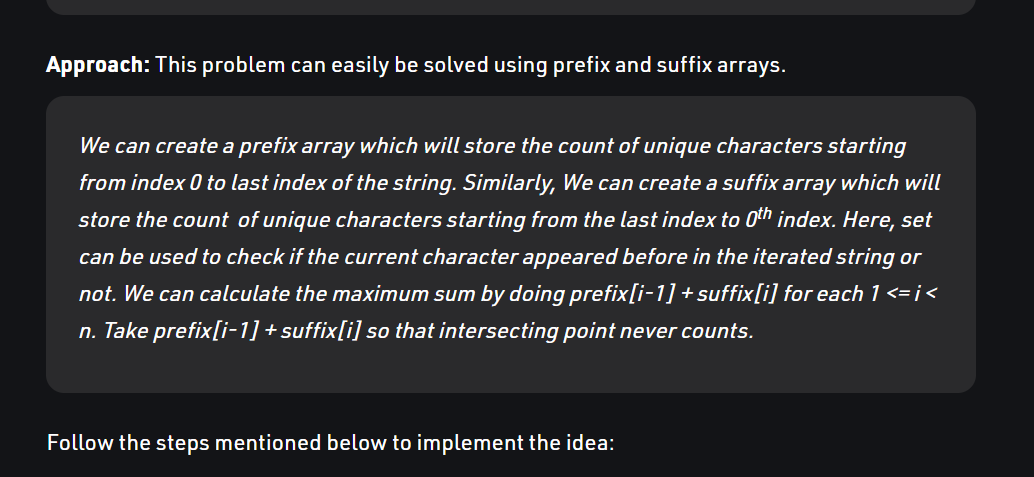 Approach: This problem can easily be solved using prefix and suffix arrays.
We can create a prefix array which will store the count of unique characters starting
from index 0 to last index of the string. Similarly, We can create a suffix array which will
store the count  of unique characters starting from the last index to 0th index. Here, set
can be used to check if the current character appeared before in the iterated string or
not. We can calculate the maximum sum by doing prefix[i-1] + suffix[i] for each 1 <= i <
n. Take prefix[i-1] + suffix[i] so that intersecting point never counts.
Follow the steps mentioned below to implement the idea: